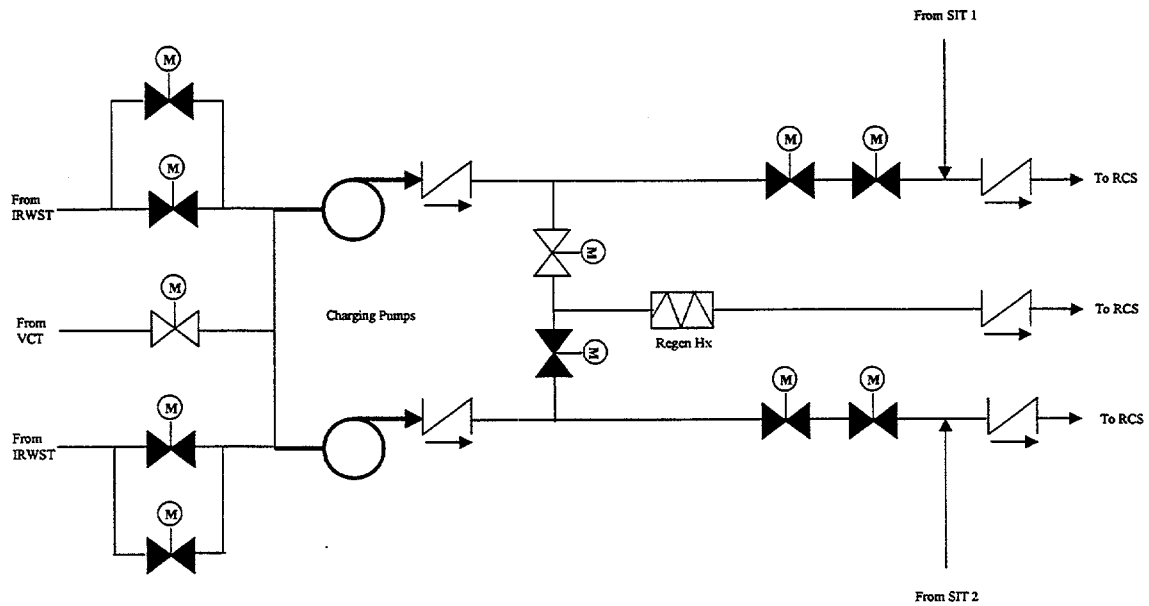 From SIT 1
M
M
M
M
From
IRWST
To RCS
M
M
From
VCT
Charging Pumps
Regen Hx
To RCS
M
M
M
M
From
IRWST
To RCS
M
From SIT 2